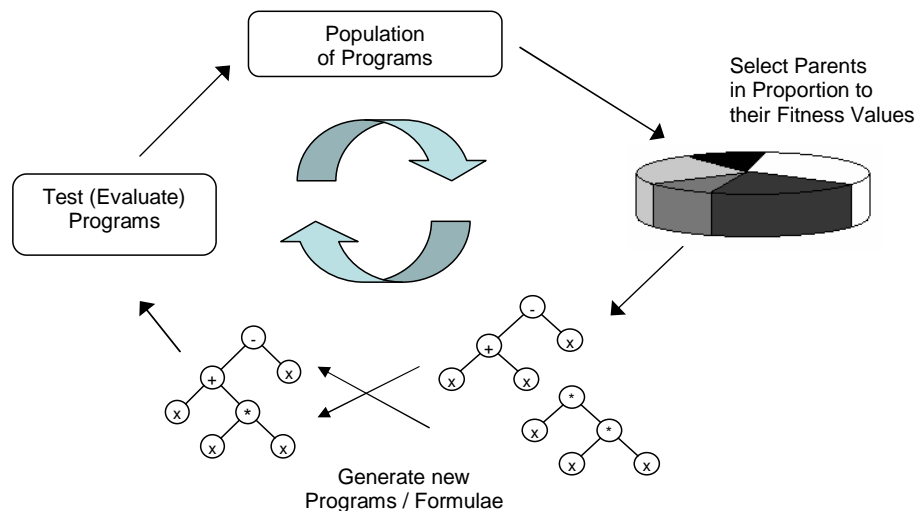 Population
of Programs
Select Parents
in Proportion to
their Fitness Values
Test (Evaluate)
Programs
-
+
x
x
x
*
x
*
x
x
-
+
x
x
*
x
x
Generate new
Programs / Formulae